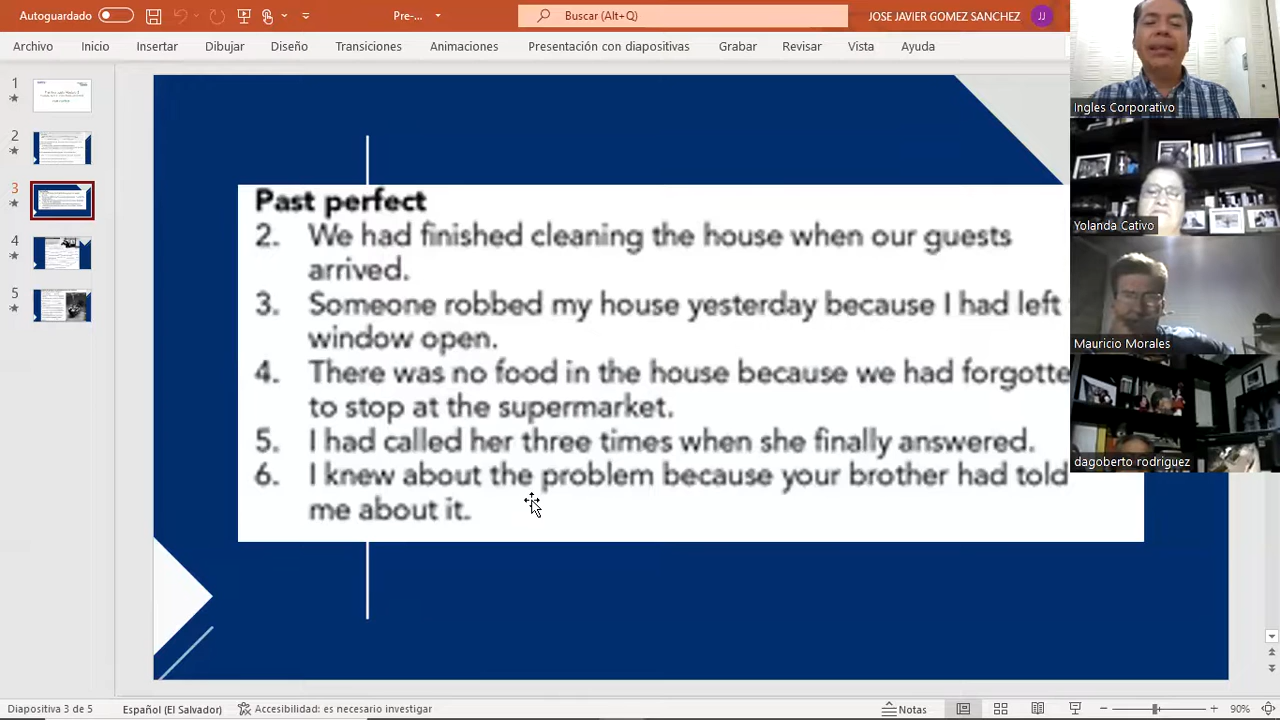 Autoguardado
Pre-...
Buscar (Alt+Q)
JOSE JAVIER GOMEZ SANCHEZ
JJ
Archivo Inicio Insertar Dibujar Diseño Transiciones Animaciones Presentación con diapositivas Grabar Revisar Vista Ayuda
1
2
3
4
5
Past perfect
2. We had finished cleaning the house when our guests
arrived.
3. Someone robbed my house yesterday because I had left
window open.
4. There was no food in the house because we had forgotte
to stop at the supermarket.
5. I had called her three times when she finally answered.
6. I knew about the problem because your brother had told
me about it.
Ingles Corporativo
Yolanda Cativo
Mauricio Morales
dagoberto rodriguez
Diapositiva 3 de 5
Español (El Salvador)
Accesibilidad: es necesario investigar
Notas
90%